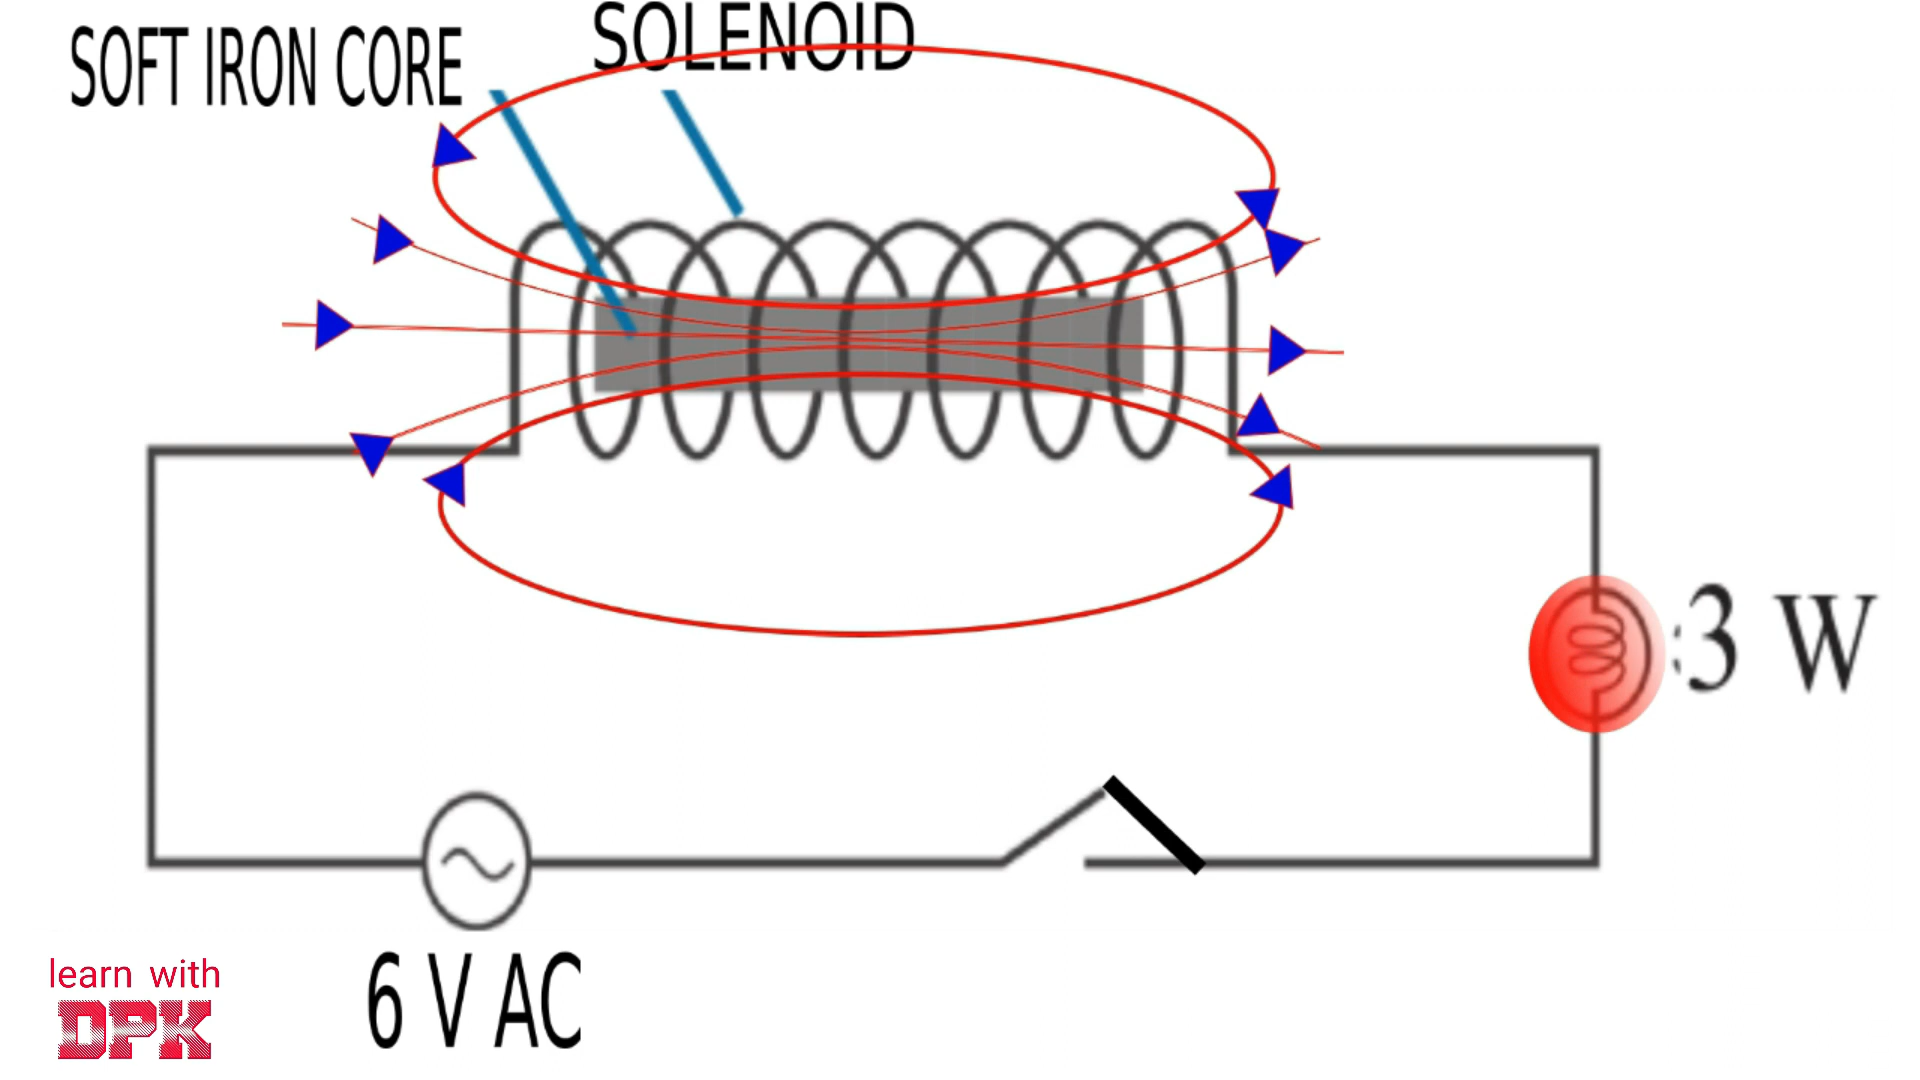 SOFT IRON CORE
SOLENOID
3 W
6 V AC
learn with
DPK